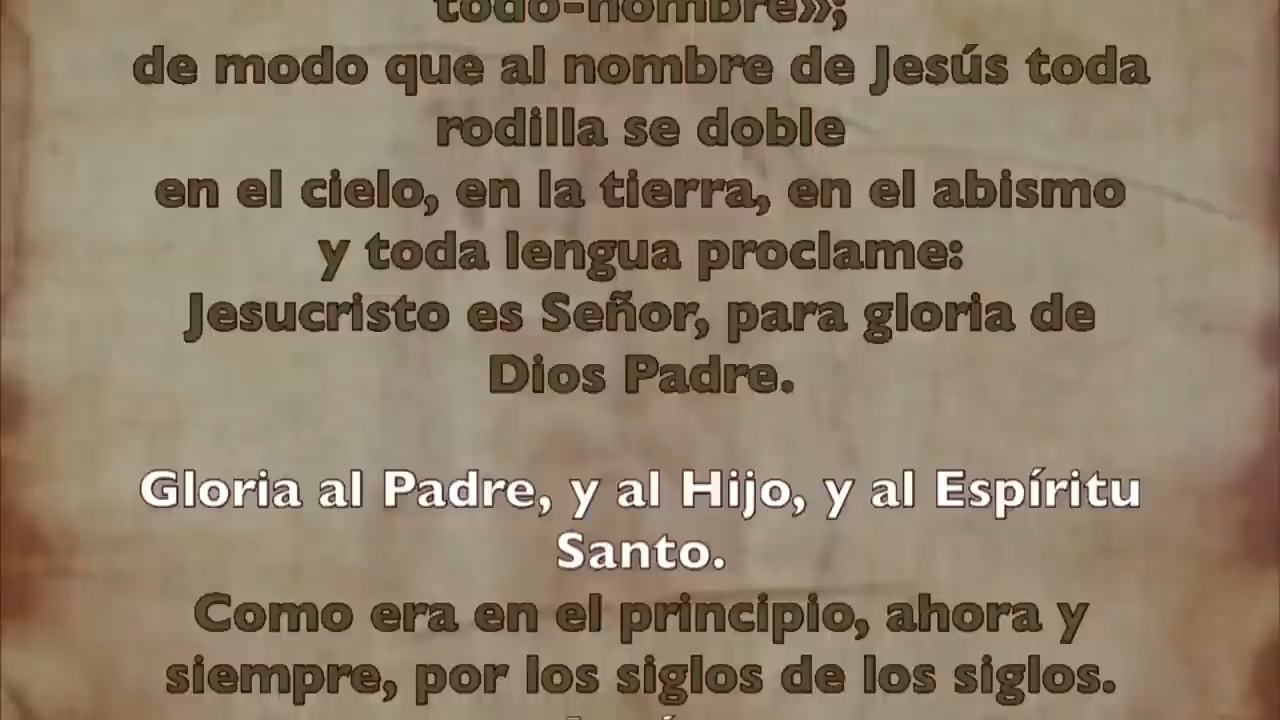 todo-nombre»;
de modo que al nombre de Jesús toda
rodilla se doble
en el cielo, en la tierra, en el abismo
y toda lengua proclame:
Jesucristo es Señor, para gloria de
Dios Padre.
Gloria al Padre, y al Hijo, y al Espíritu
Santo.
Como era en el principio, ahora y
siempre, por los siglos de los siglos.